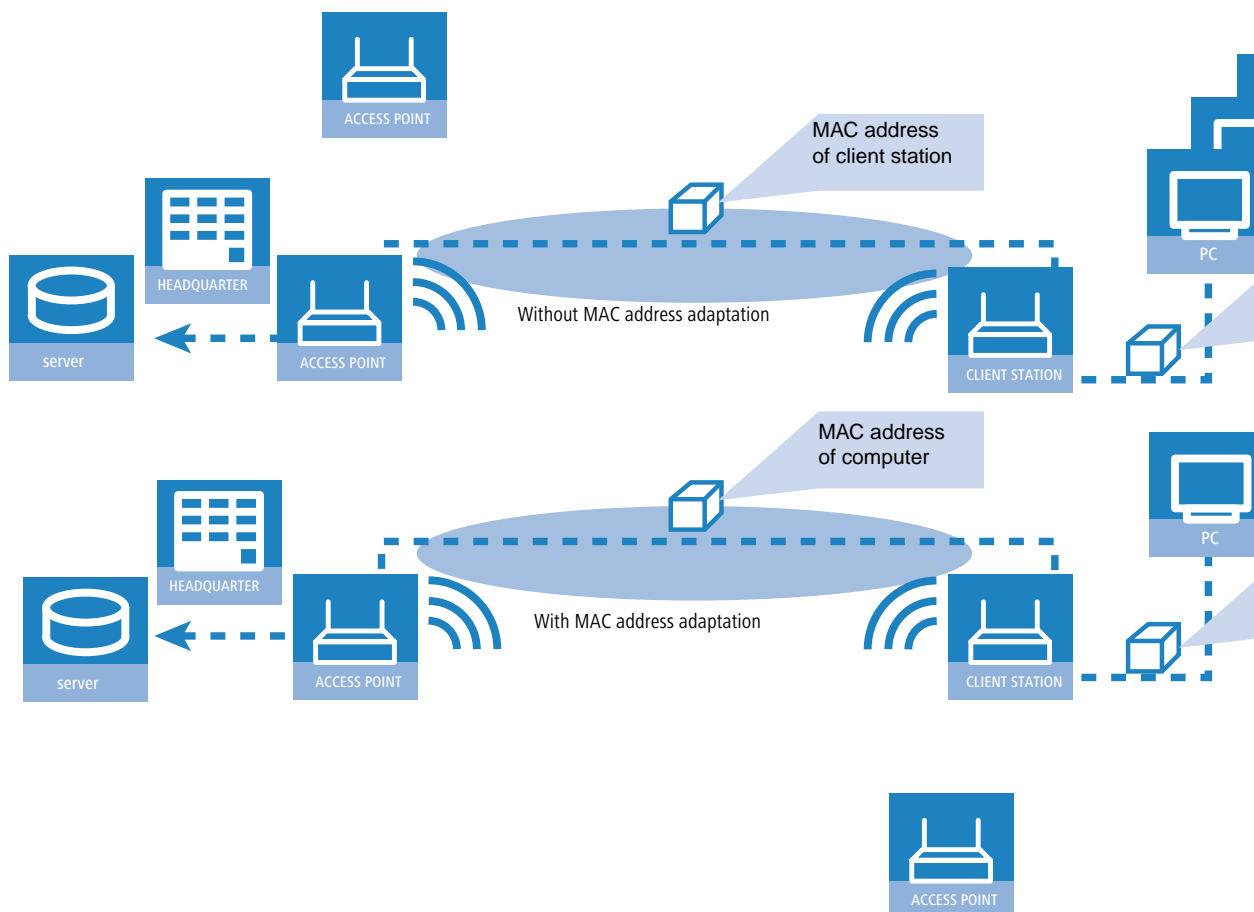 ACCESS POINT
MAC address
of client station
PC
HEADQUARTER
Without MAC address adaptation
server
ACCESS POINT
CLIENT STATION
MAC address
of computer
PC
HEADQUARTER
With MAC address adaptation
server
ACCESS POINT
CLIENT STATION
ACCESS POINT